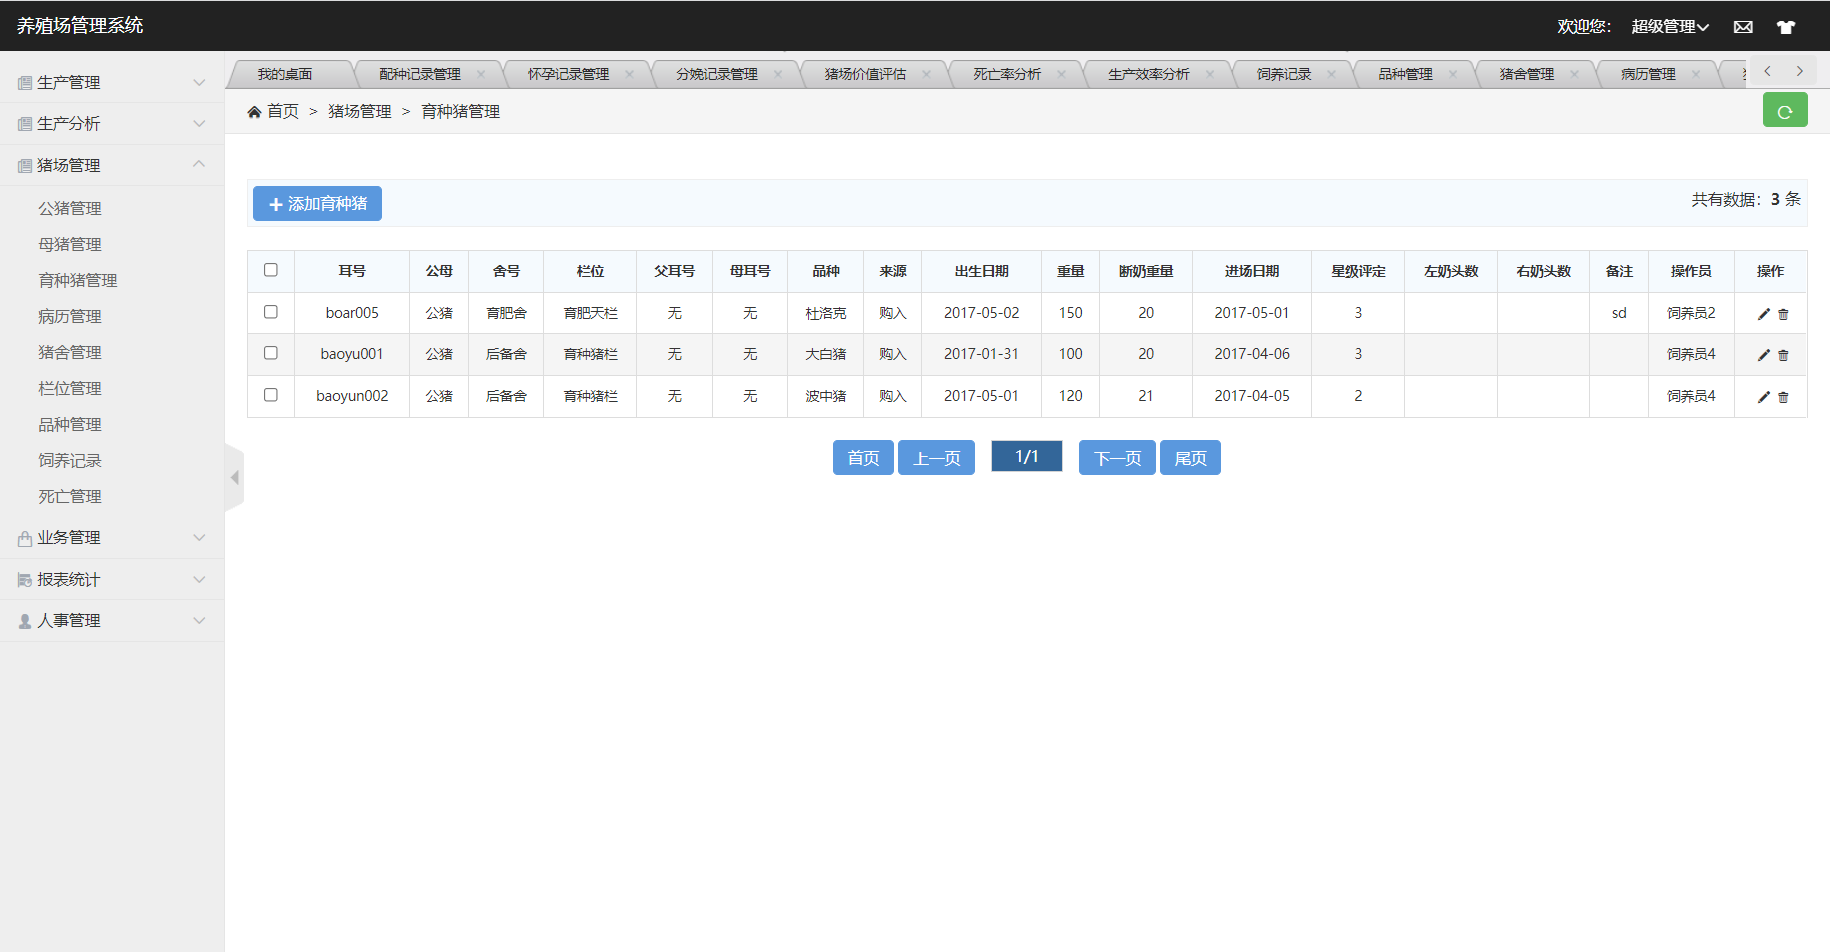 养殖场管理系统
欢迎您： 超级管理
生产管理
生产分析
猪场管理
公猪管理
母猪管理
育种猪管理
病历管理
猪舍管理
栏位管理
品种管理
饲养记录
死亡管理
业务管理
报表统计
人事管理
我的桌面 配种记录管理 怀孕记录管理 分娩记录管理 猪场价值评估 死亡率分析 生产效率分析 饲养记录 品种管理 猪舍管理 病历管理
首页 > 猪场管理 > 育种猪管理
添加育种猪
共有数据：3 条
耳号 公母 舍号 栏位 父耳号 母耳号 品种 来源 出生日期 重量 断奶重量 进场日期 星级评定 左奶头数 右奶头数 备注 操作员 操作
boar005 公猪 育肥舍 育肥天栏 无 无 杜洛克 购入 2017-05-02 150 20 2017-05-01 3 sd 饲养员2
baoyu001 公猪 后备舍 育种猪栏 无 无 大白猪 购入 2017-01-31 100 20 2017-04-06 3 饲养员4
baoyun002 公猪 后备舍 育种猪栏 无 无 波中猪 购入 2017-05-01 120 21 2017-04-05 2 饲养员4
首页 上一页 1/1 下一页 尾页